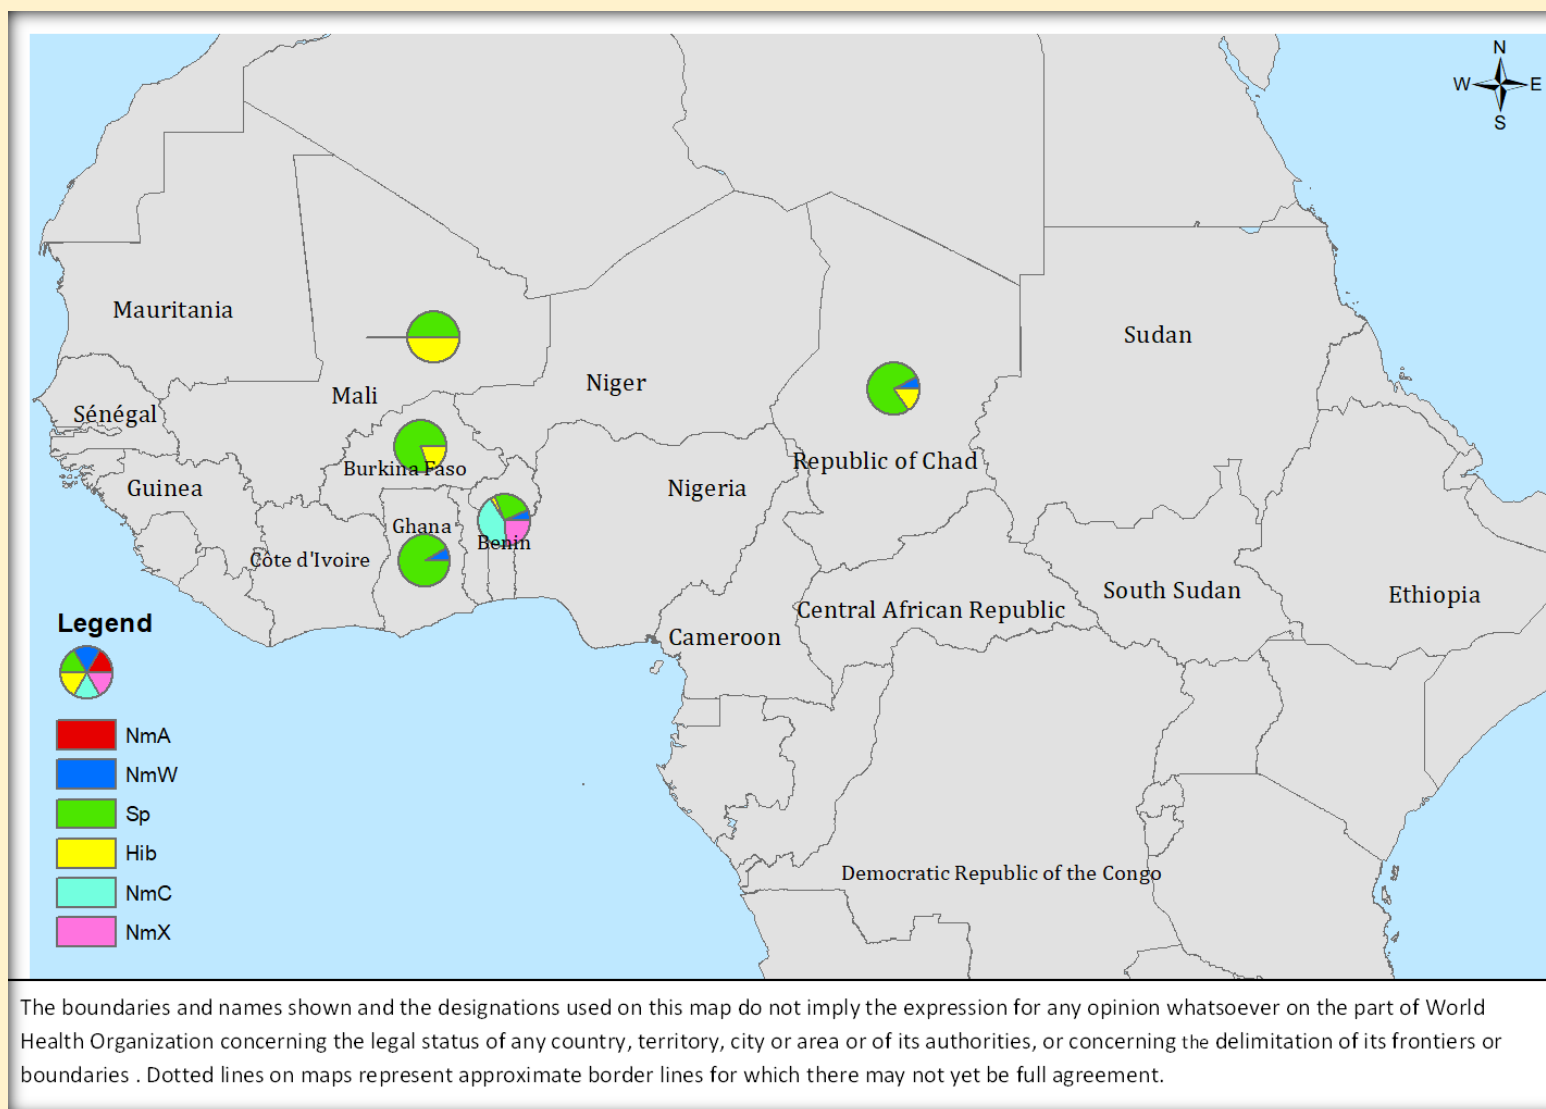 N
W E
S
Mauritania
Sudan
Mali
Niger
Sénégal
Burkina Faso
Republic of Chad
Guinea
Nigeria
Ghana
Benin
Côte d'Ivoire
South Sudan
Ethiopia
Central African Republic
Cameroon
Legend
NmA
NmW
Sp
Hib
NmC
NmX
Democratic Republic of the Congo
The boundaries and names shown and the designations used on this map do not imply the expression for any opinion whatsoever on the part of World
Health Organization concerning the legal status of any country, territory, city or area or of its authorities, or concerning the delimitation of its frontiers or
boundaries . Dotted lines on maps represent approximate border lines for which there may not yet be full agreement.